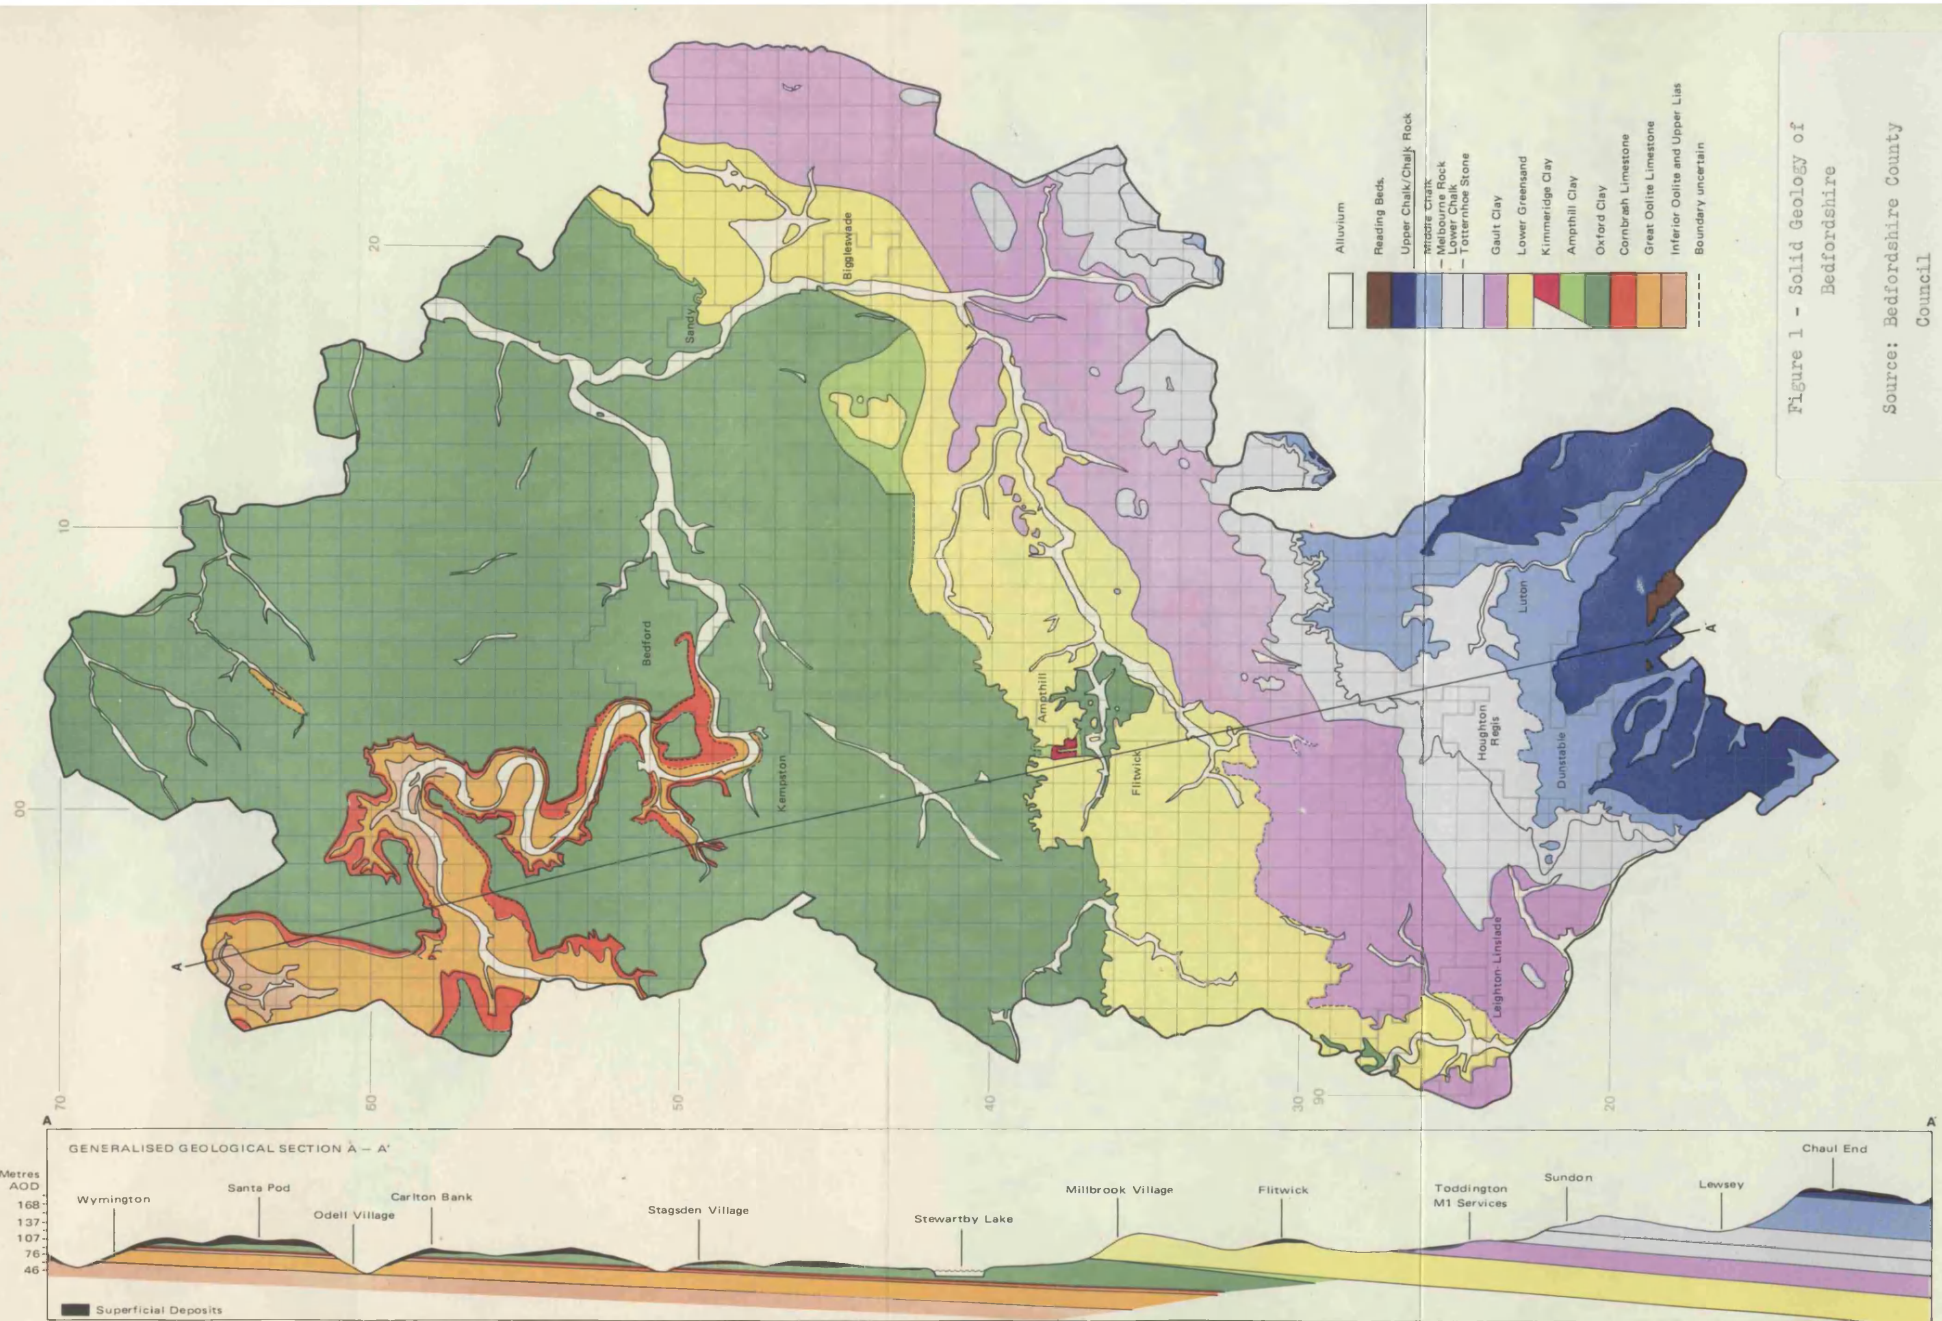 Figure 1 - Solid Geology of
Bedfordshire
Source: Bedfordshire County
Council
Alluvium
Reading Beds.
Upper Chalk/Chalk Rock
Middle Chalk
Melbourne Rock
Lower Chalk
Totternhoe Stone
Gault Clay
Lower Greensand
Kimmeridge Clay
Ampthill Clay
Oxford Clay
Cornbrash Limestone
Great Oolite Limestone
Inferior Oolite and Upper Lias
Boundary uncertain
20
10
00
90
70
60
50
40
30
20
A
A'
Biggleswade
Sandy
Bedford
Kempston
Ampthill
Flitwick
Luton
Houghton
Regis
Dunstable
Leighton-Linslade
A
A'
GENERALISED GEOLOGICAL SECTION A – A'
Metres
AOD
168
137
107
76
46
Wymington
Santa Pod
Odell Village
Carlton Bank
Stagsden Village
Stewartby Lake
Millbrook Village
Flitwick
Toddington
M1 Services
Sundon
Lewsey
Chaul End
Superficial Deposits